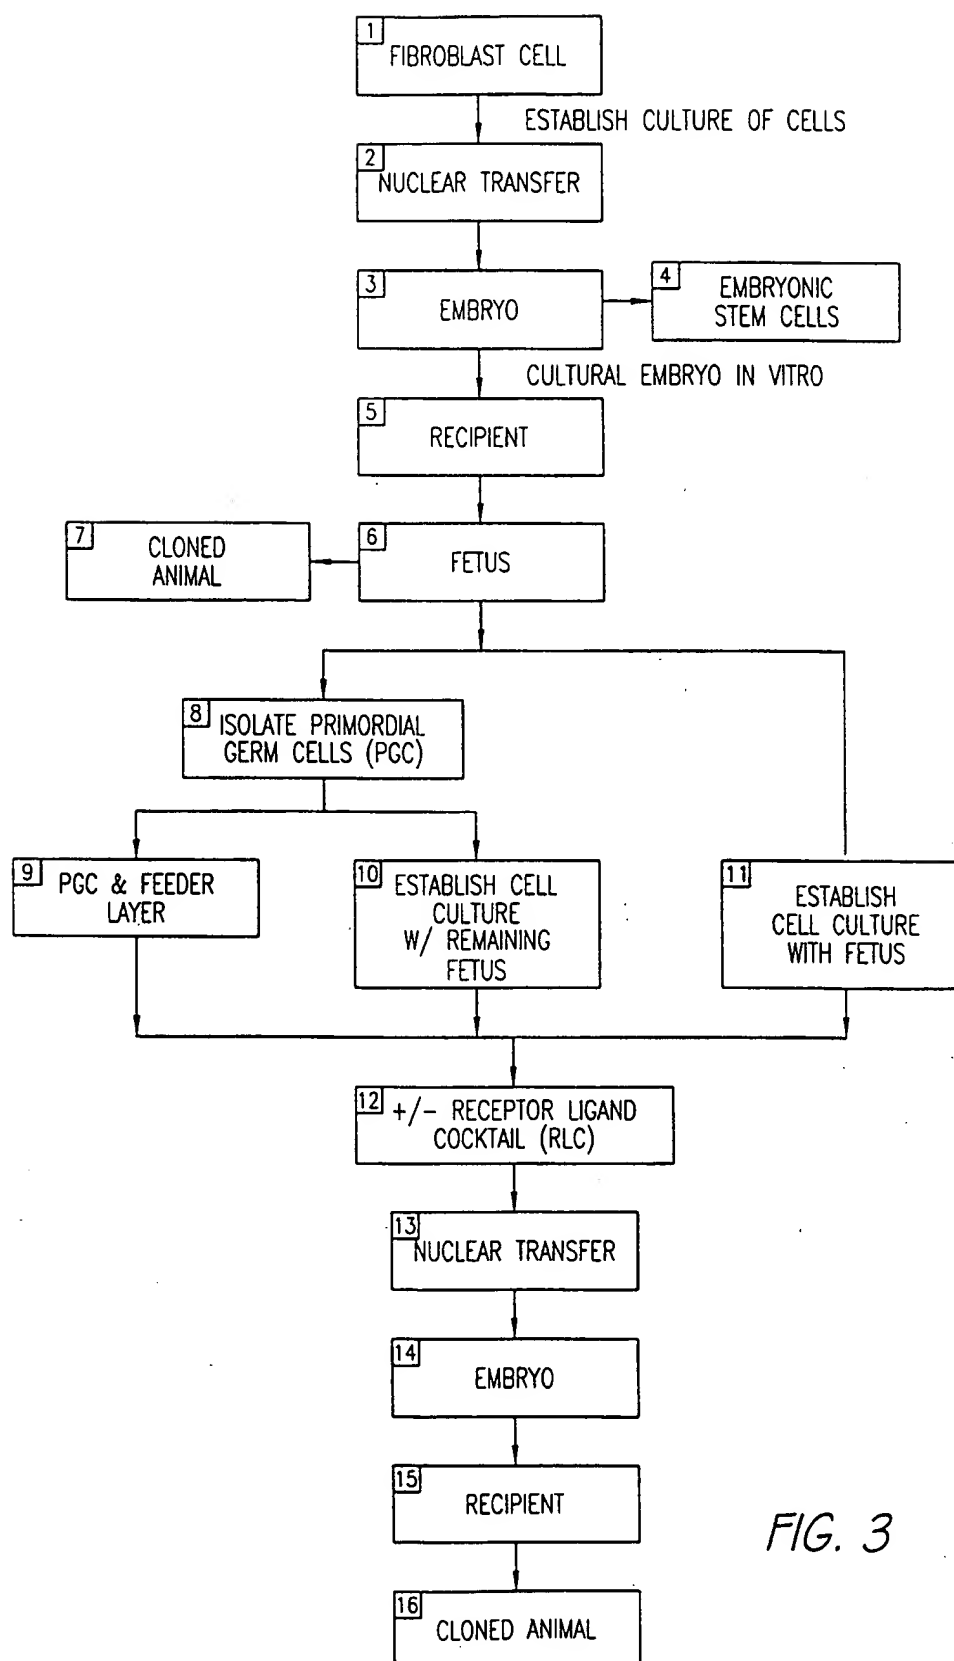 1
FIBROBLAST CELL
ESTABLISH CULTURE OF CELLS
2
NUCLEAR TRANSFER
3
EMBRYO
4
EMBRYONIC
STEM CELLS
CULTURAL EMBRYO IN VITRO
5
RECIPIENT
7
CLONED
ANIMAL
6
FETUS
8
ISOLATE PRIMORDIAL
GERM CELLS (PGC)
9
PGC & FEEDER
LAYER
10
ESTABLISH CELL
CULTURE
W/ REMAINING
FETUS
11
ESTABLISH
CELL CULTURE
WITH FETUS
12
+/- RECEPTOR LIGAND
COCKTAIL (RLC)
13
NUCLEAR TRANSFER
14
EMBRYO
15
RECIPIENT
FIG. 3
16
CLONED ANIMAL